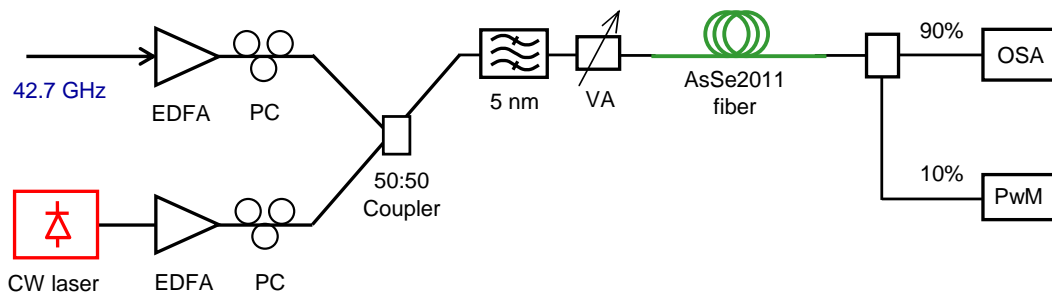 42.7 GHz
EDFA
PC
50:50
Coupler
5 nm
VA
AsSe2011
fiber
90%
OSA
10%
PwM
CW laser
EDFA
PC